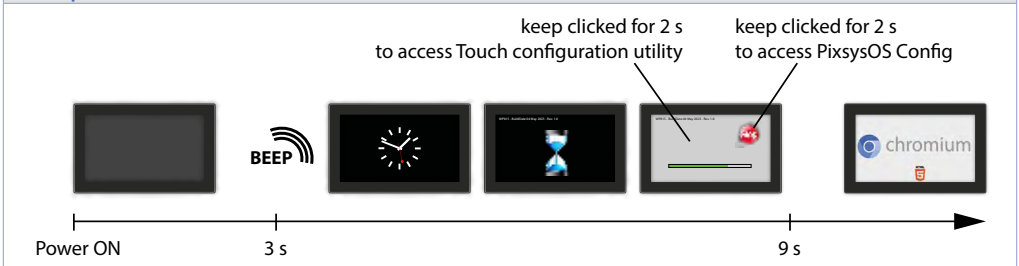 keep clicked for 2 s
to access Touch configuration utility
keep clicked for 2 s
to access PixsysOS Config
BEEP
chromium
Power ON
3 s
9 s